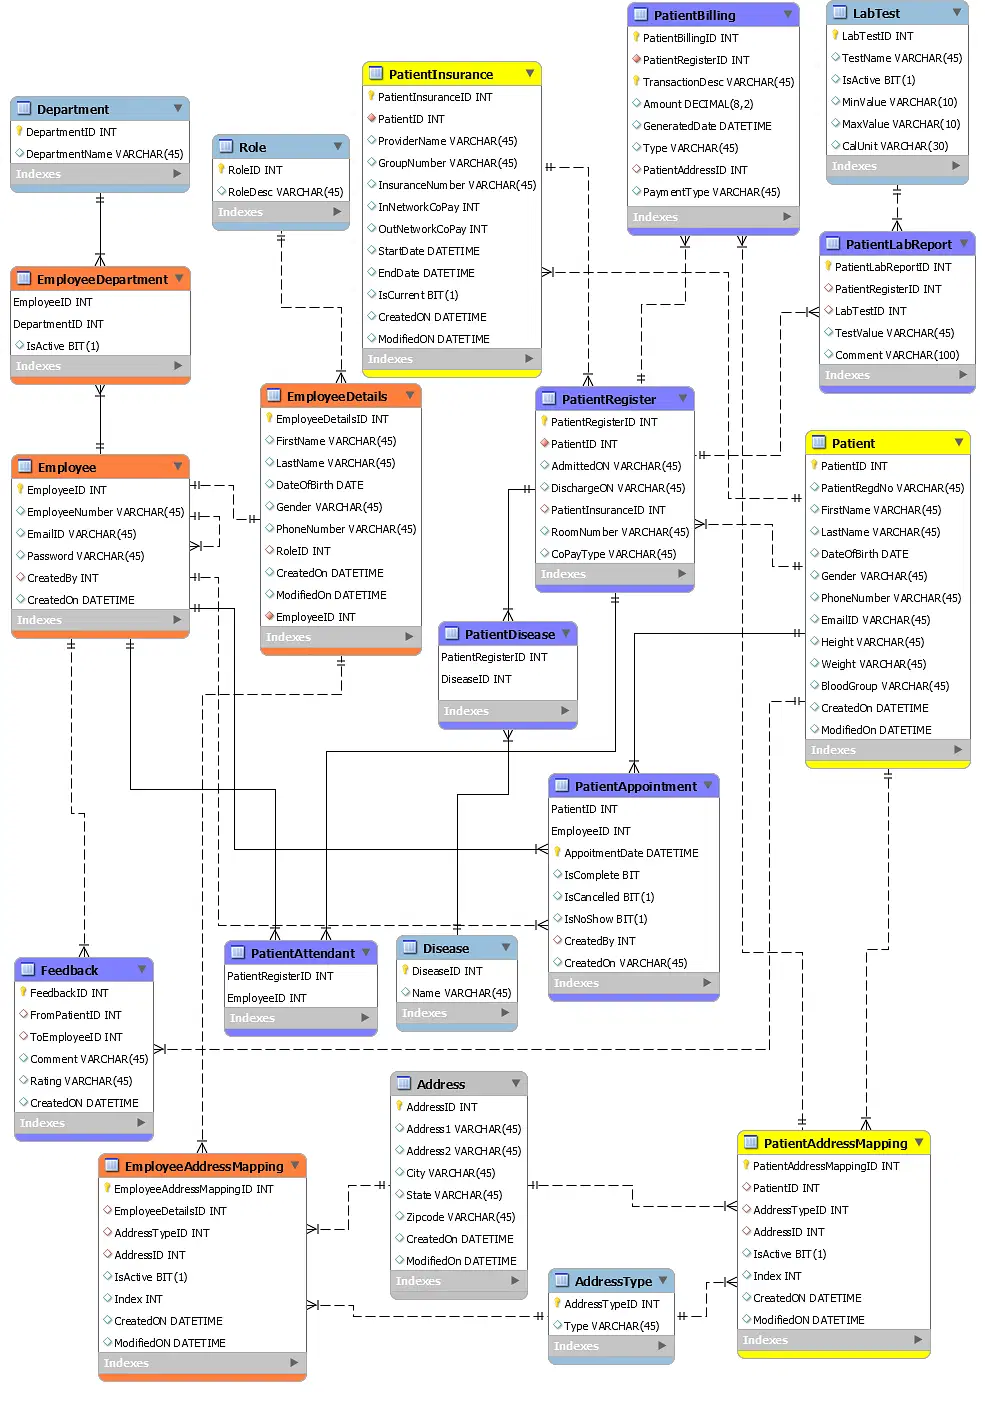 PatientBilling
PatientBillingID INT
PatientRegisterID INT
TransactionDesc VARCHAR(45)
Amount DECIMAL(8,2)
GeneratedDate DATETIME
Type VARCHAR(45)
PatientAddressID INT
PaymentType VARCHAR(45)
Indexes
LabTest
LabTestID INT
TestName VARCHAR(45)
IsActive BIT(1)
MinValue VARCHAR(10)
MaxValue VARCHAR(10)
CalUnit VARCHAR(30)
Indexes
PatientInsurance
PatientInsuranceID INT
PatientID INT
ProviderName VARCHAR(45)
GroupNumber VARCHAR(45)
InsuranceNumber VARCHAR(45)
InNetworkCoPay INT
OutNetworkCoPay INT
StartDate DATETIME
EndDate DATETIME
IsCurrent BIT(1)
CreatedON DATETIME
ModifiedON DATETIME
Indexes
Department
DepartmentID INT
DepartmentName VARCHAR(45)
Indexes
Role
RoleID INT
RoleDesc VARCHAR(45)
Indexes
PatientLabReport
PatientLabReportID INT
PatientRegisterID INT
LabTestID INT
TestValue VARCHAR(45)
Comment VARCHAR(100)
Indexes
EmployeeDepartment
EmployeeID INT
DepartmentID INT
IsActive BIT(1)
Indexes
EmployeeDetails
EmployeeDetailsID INT
FirstName VARCHAR(45)
LastName VARCHAR(45)
DateOfBirth DATE
Gender VARCHAR(45)
PhoneNumber VARCHAR(45)
RoleID INT
CreatedOn DATETIME
ModifiedOn DATETIME
EmployeeID INT
Indexes
PatientRegister
PatientRegisterID INT
PatientID INT
AdmittedON VARCHAR(45)
DischargeON VARCHAR(45)
PatientInsuranceID INT
RoomNumber VARCHAR(45)
CoPayType VARCHAR(45)
Indexes
Patient
PatientID INT
PatientRegdNo VARCHAR(45)
FirstName VARCHAR(45)
LastName VARCHAR(45)
DateOfBirth DATE
Gender VARCHAR(45)
PhoneNumber VARCHAR(45)
EmailID VARCHAR(45)
Height VARCHAR(45)
Weight VARCHAR(45)
BloodGroup VARCHAR(45)
CreatedOn DATETIME
ModifiedOn DATETIME
Indexes
Employee
EmployeeID INT
EmployeeNumber VARCHAR(45)
EmailID VARCHAR(45)
Password VARCHAR(45)
CreatedBy INT
CreatedOn DATETIME
Indexes
PatientDisease
PatientRegisterID INT
DiseaseID INT
Indexes
PatientAppointment
PatientID INT
EmployeeID INT
AppoitmentDate DATETIME
IsComplete BIT
IsCancelled BIT(1)
IsNoShow BIT(1)
CreatedBy INT
CreatedOn VARCHAR(45)
Indexes
PatientAttendant
PatientRegisterID INT
EmployeeID INT
Indexes
Disease
DiseaseID INT
Name VARCHAR(45)
Indexes
Feedback
FeedbackID INT
FromPatientID INT
ToEmployeeID INT
Comment VARCHAR(45)
Rating VARCHAR(45)
CreatedON DATETIME
Indexes
Address
AddressID INT
Address1 VARCHAR(45)
Address2 VARCHAR(45)
City VARCHAR(45)
State VARCHAR(45)
Zipcode VARCHAR(45)
CreatedOn DATETIME
ModifiedOn DATETIME
Indexes
PatientAddressMapping
PatientAddressMappingID INT
PatientID INT
AddressTypeID INT
AddressID INT
IsActive BIT(1)
Index INT
CreatedON DATETIME
ModifiedON DATETIME
Indexes
EmployeeAddressMapping
EmployeeAddressMappingID INT
EmployeeDetailsID INT
AddressTypeID INT
AddressID INT
IsActive BIT(1)
Index INT
CreatedON DATETIME
ModifiedON DATETIME
Indexes
AddressType
AddressTypeID INT
Type VARCHAR(45)
Indexes